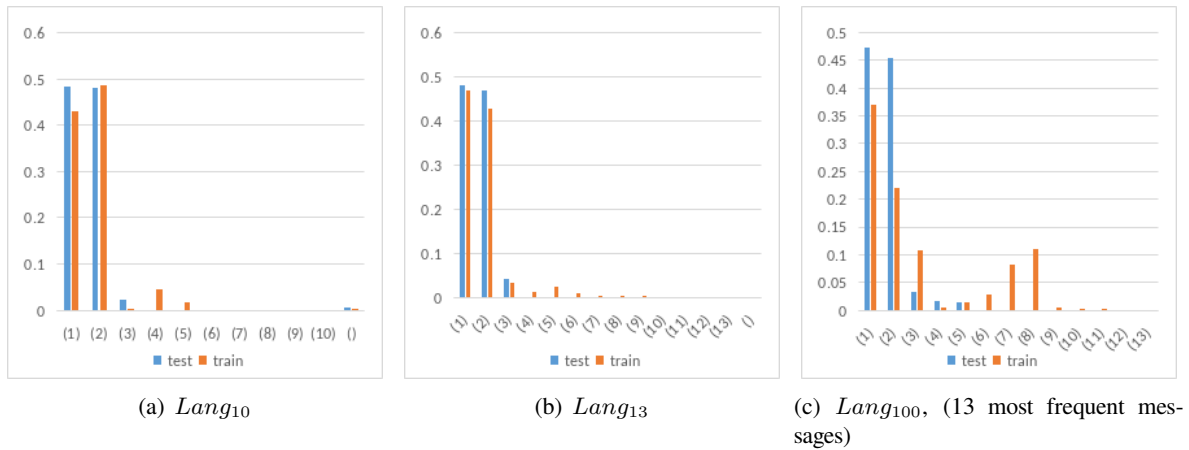 0.6
0.5
0.4
0.3
0.2
0.1
0
(1) (2) (3) (4) (5) (6) (7) (8) (9) (10) ()
test train
(a) Lang10
0.6
0.5
0.4
0.3
0.2
0.1
0
(1) (2) (3) (4) (5) (6) (7) (8) (9) (10) (11) (12) (13) ()
test train
(b) Lang13
0.5
0.45
0.4
0.35
0.3
0.25
0.2
0.15
0.1
0.05
0
(1) (2) (3) (4) (5) (6) (7) (8) (9) (10) (11) (12) (13)
test train
(c) Lang100, (13 most frequent mes-
sages)